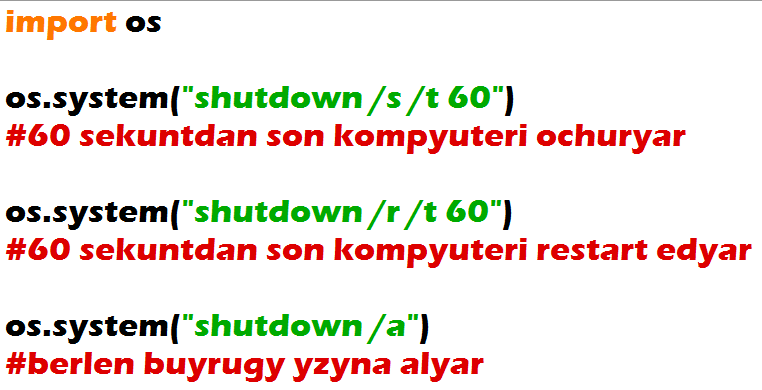 import os
os.system("shutdown /s /t 60")
#60 sekuntdan son kompyuteri ochuryar
os.system("shutdown /r /t 60")
#60 sekuntdan son kompyuteri restart edyar
os.system("shutdown /a")
#berlen buyrugy yzyna alyar